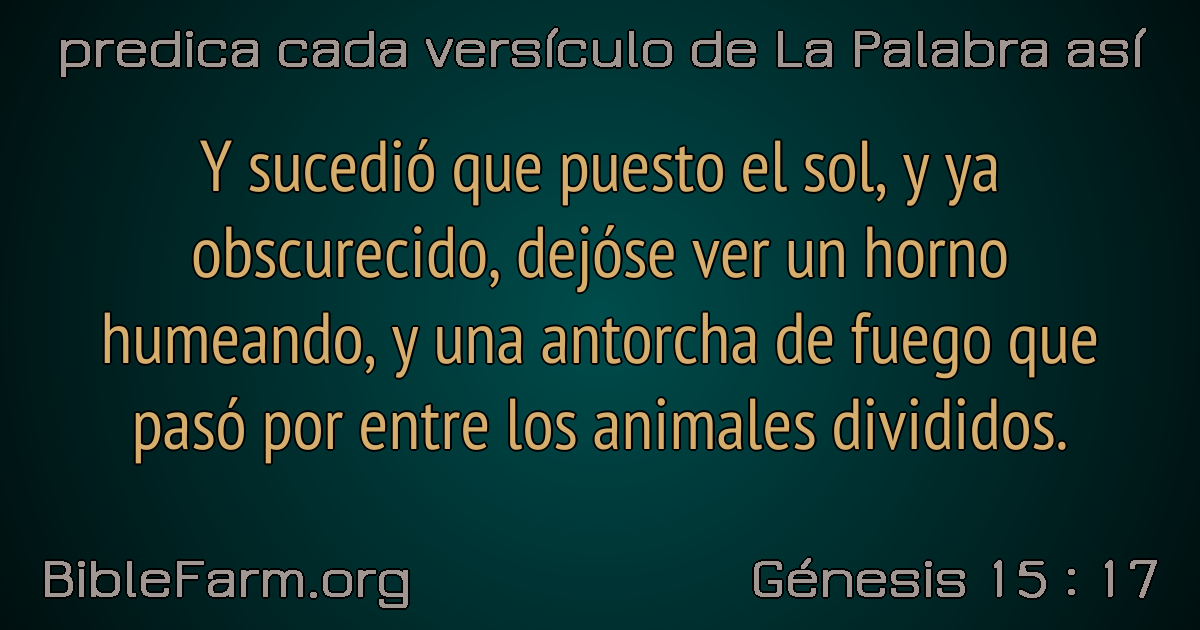 predica cada versículo de La Palabra así
Y sucedió que puesto el sol, y ya
obscurecido, dejóse ver un horno
humeando, y una antorcha de fuego que
pasó por entre los animales divididos.
BibleFarm.org
Génesis 15 : 17